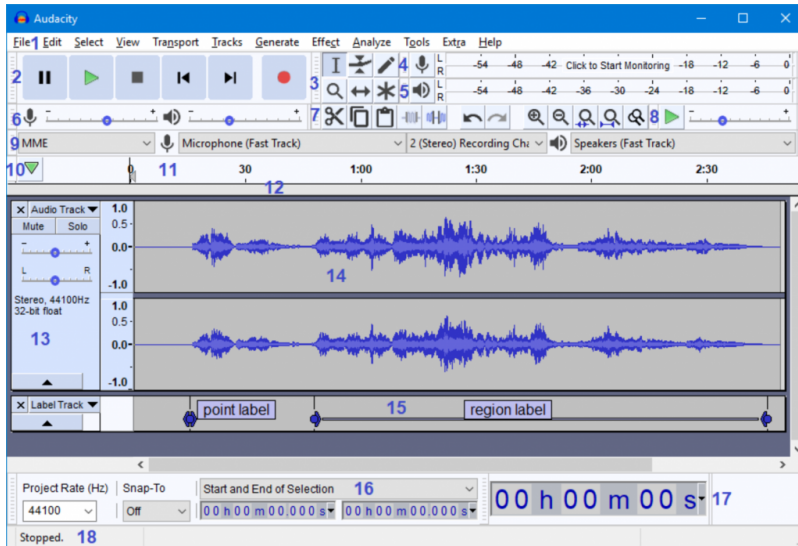 Audacity
File 1 Edit Select View Transport Tracks Generate Effect Analyze Tools Extra Help
2 3 4 L R -54 -48 -42 Click to Start Monitoring -18 -12 -6 0
5 L R -54 -48 -42 -36 -30 -24 -18 -12 -6 0
6 - + - + 7 8 - +
9 MME Microphone (Fast Track) 2 (Stereo) Recording Cha Speakers (Fast Track)
10 0 11 30 1:00 1:30 2:00 2:30
12
X Audio Track 1.0
Mute Solo 0.5
- + 0.0
L R
-1.0
14
Stereo, 44100Hz 1.0
32-bit float 0.5
13 0.0
-1.0
X Label Track
point label 15 region label
Project Rate (Hz) Snap-To Start and End of Selection 16
44100 Off 00 h 00 m 00.000 s 00 h 00 m 00.000 s
00 h 00 m 00 s 17
Stopped. 18